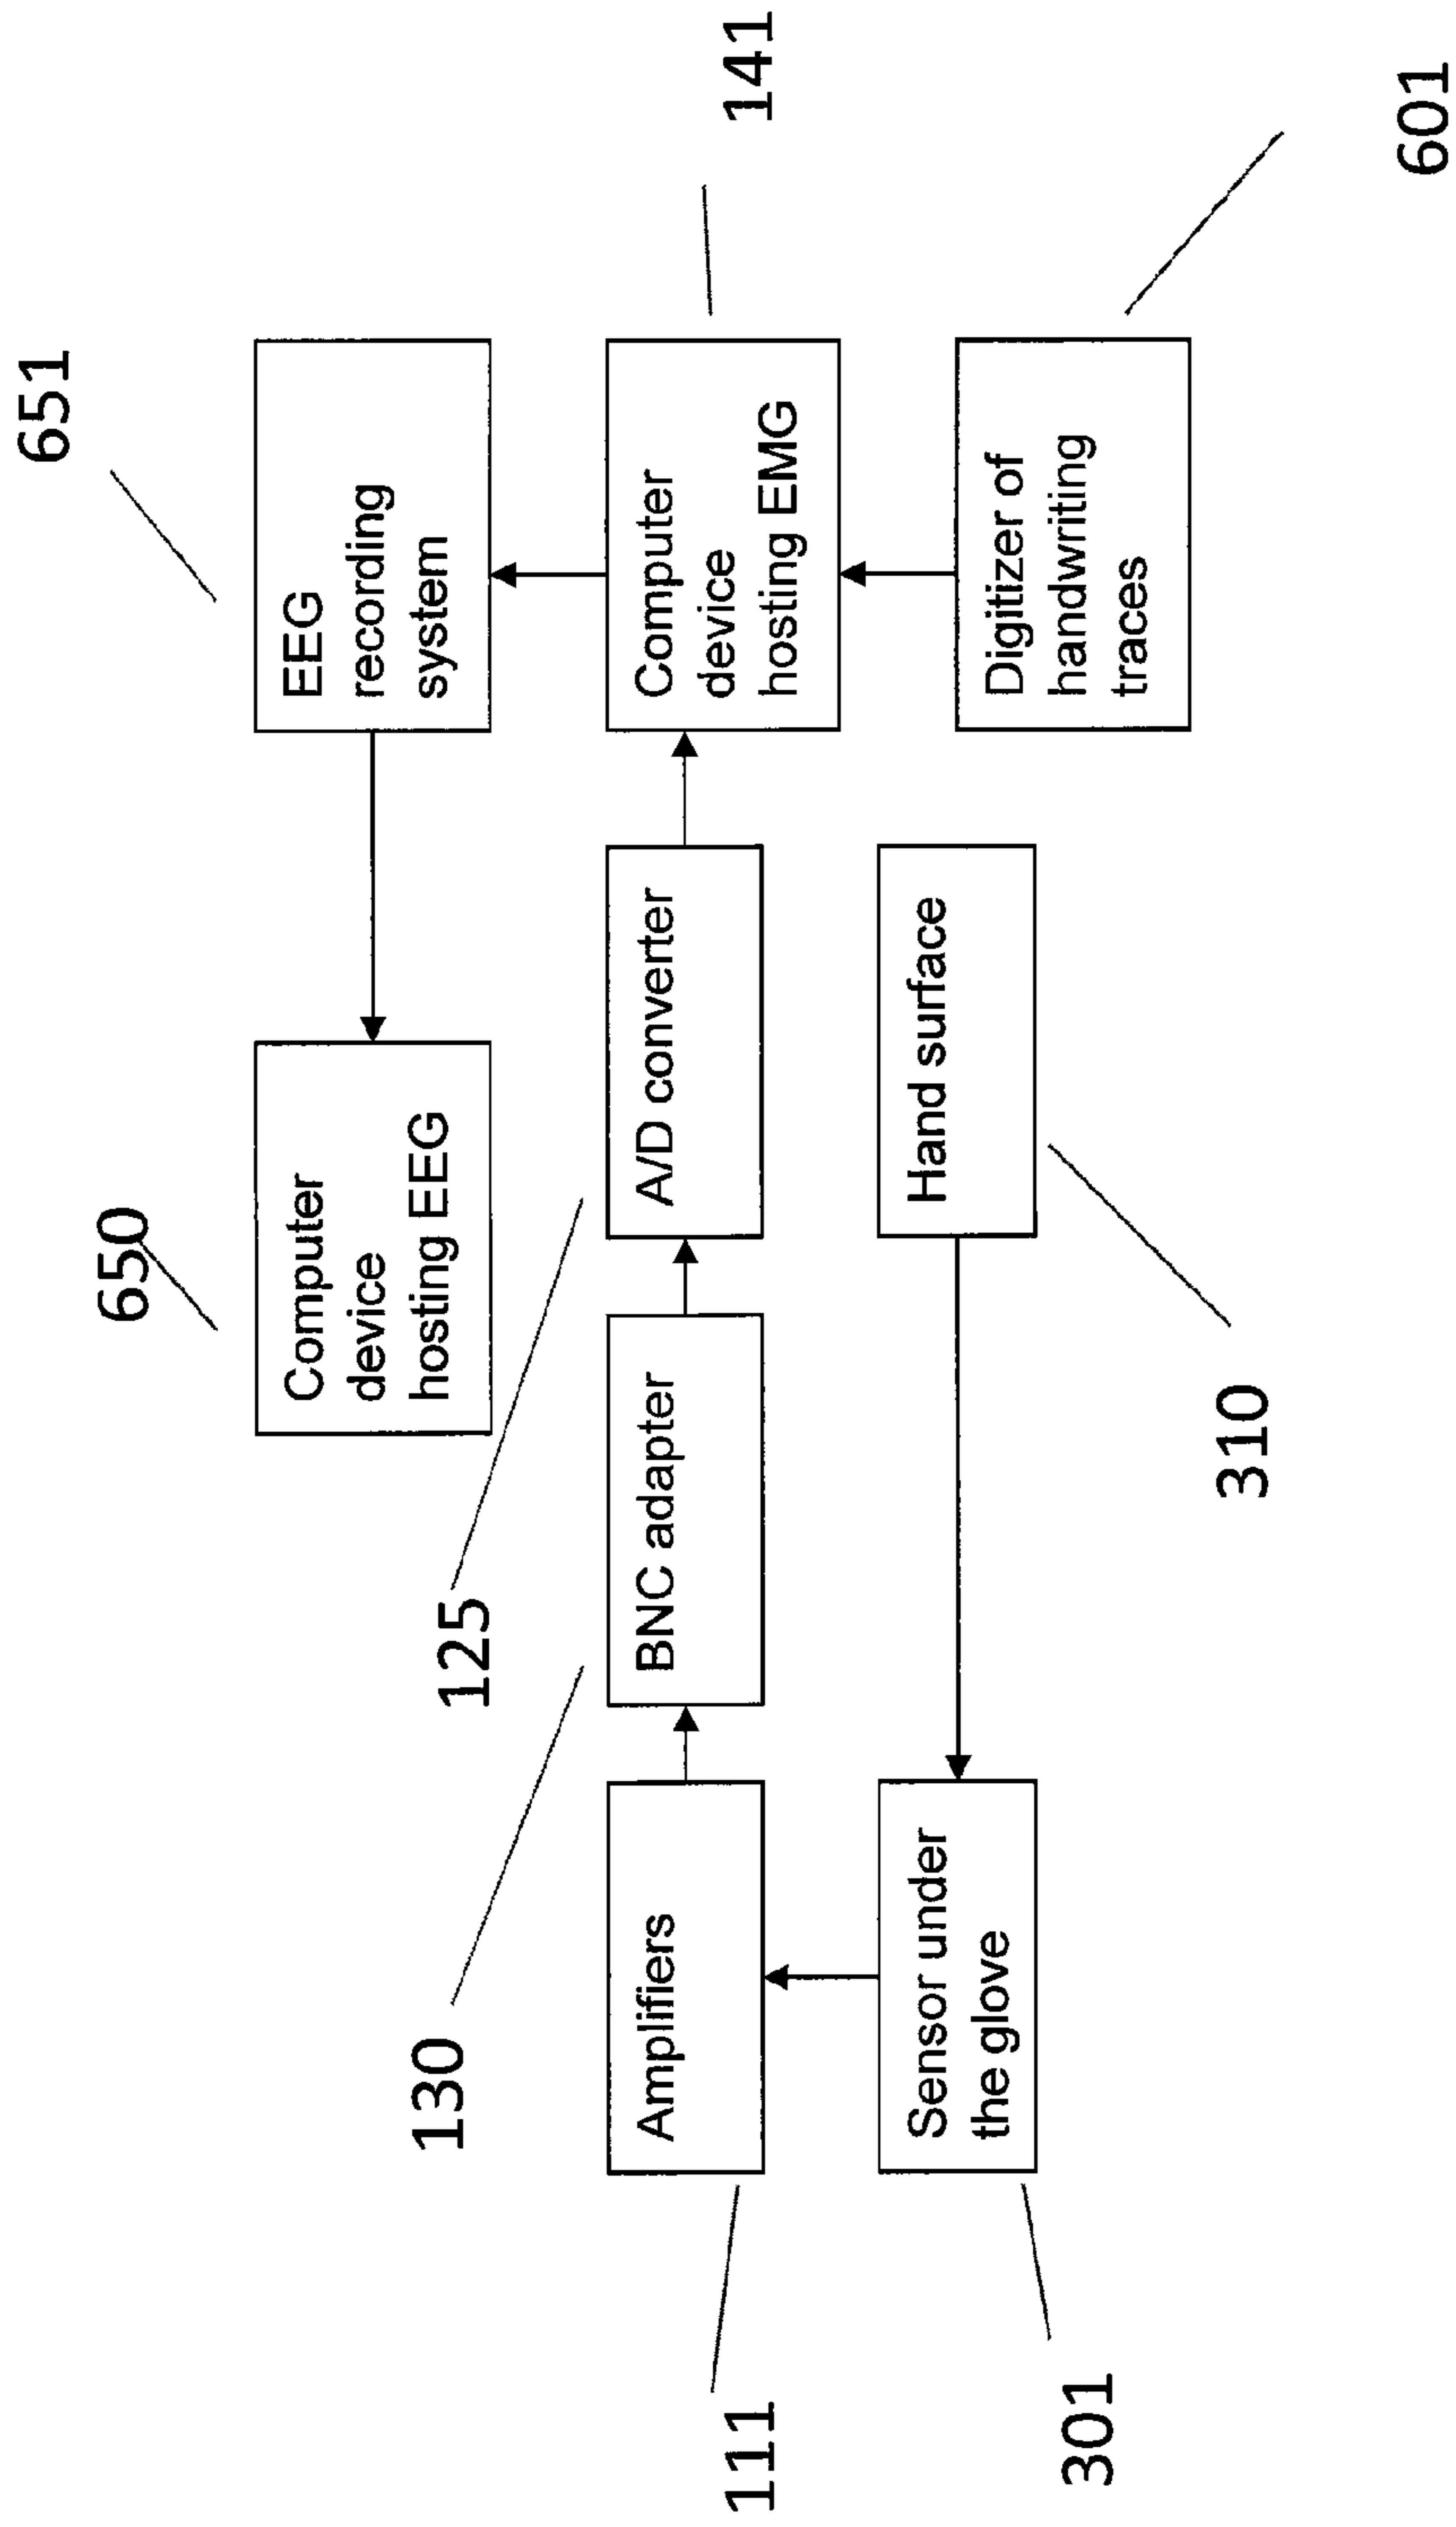 651
650
Computer
device
hosting EEG
EEG
recording
system
130
125
Amplifiers
BNC adapter
A/D converter
Computer
device
hosting EMG
111
141
Sensor under
the glove
Hand surface
Digitizer of
handwriting
traces
301
310
601